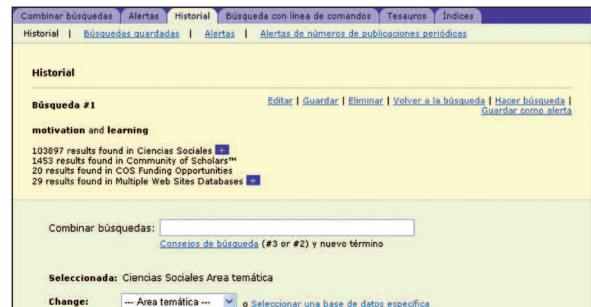 Combinar búsquedas Alertas Historial Búsqueda con línea de comandos Tesauros Índices
Historial | Búsquedas guardadas | Alertas | Alertas de números de publicaciones periódicas
Historial
Búsqueda #1 Editar | Guardar | Eliminar | Volver a la búsqueda | Hacer búsqueda |
Guardar como alerta
motivation and learning
103897 results found in Ciencias Sociales +
1453 results found in Community of Scholars™
20 results found in COS Funding Opportunities
29 results found in Multiple Web Sites Databases +
Combinar búsquedas:
Consejos de búsqueda (#3 or #2) y nuevo término
Seleccionada: Ciencias Sociales Area temática
Change: --- Area temática --- o Seleccionar una base de datos específica